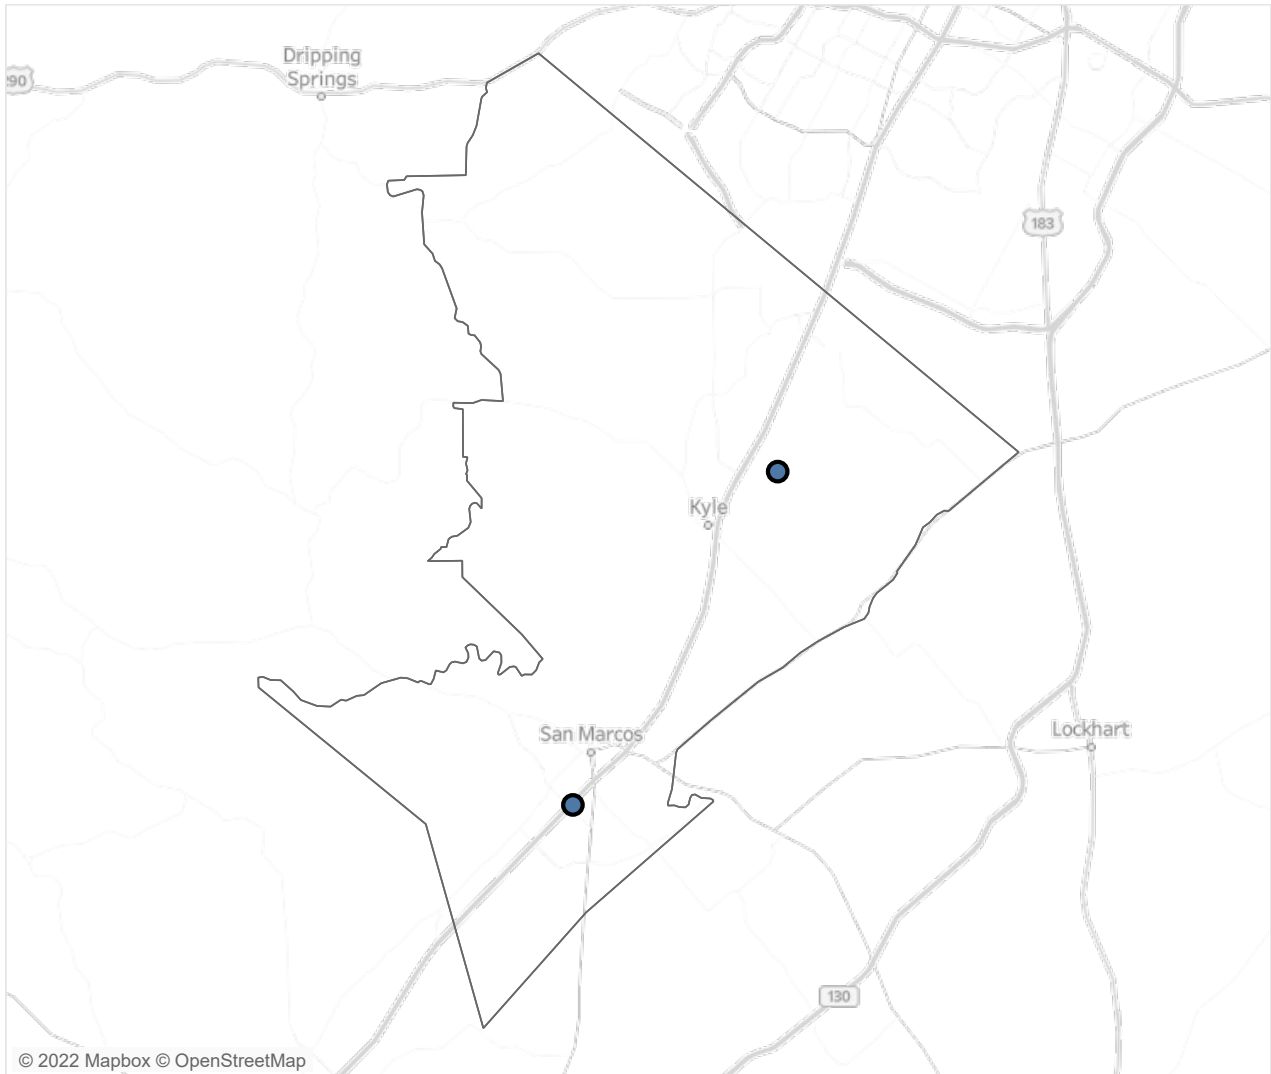 Dripping
Springs
290
183
Kyle
San Marcos
Lockhart
130
© 2022 Mapbox © OpenStreetMap